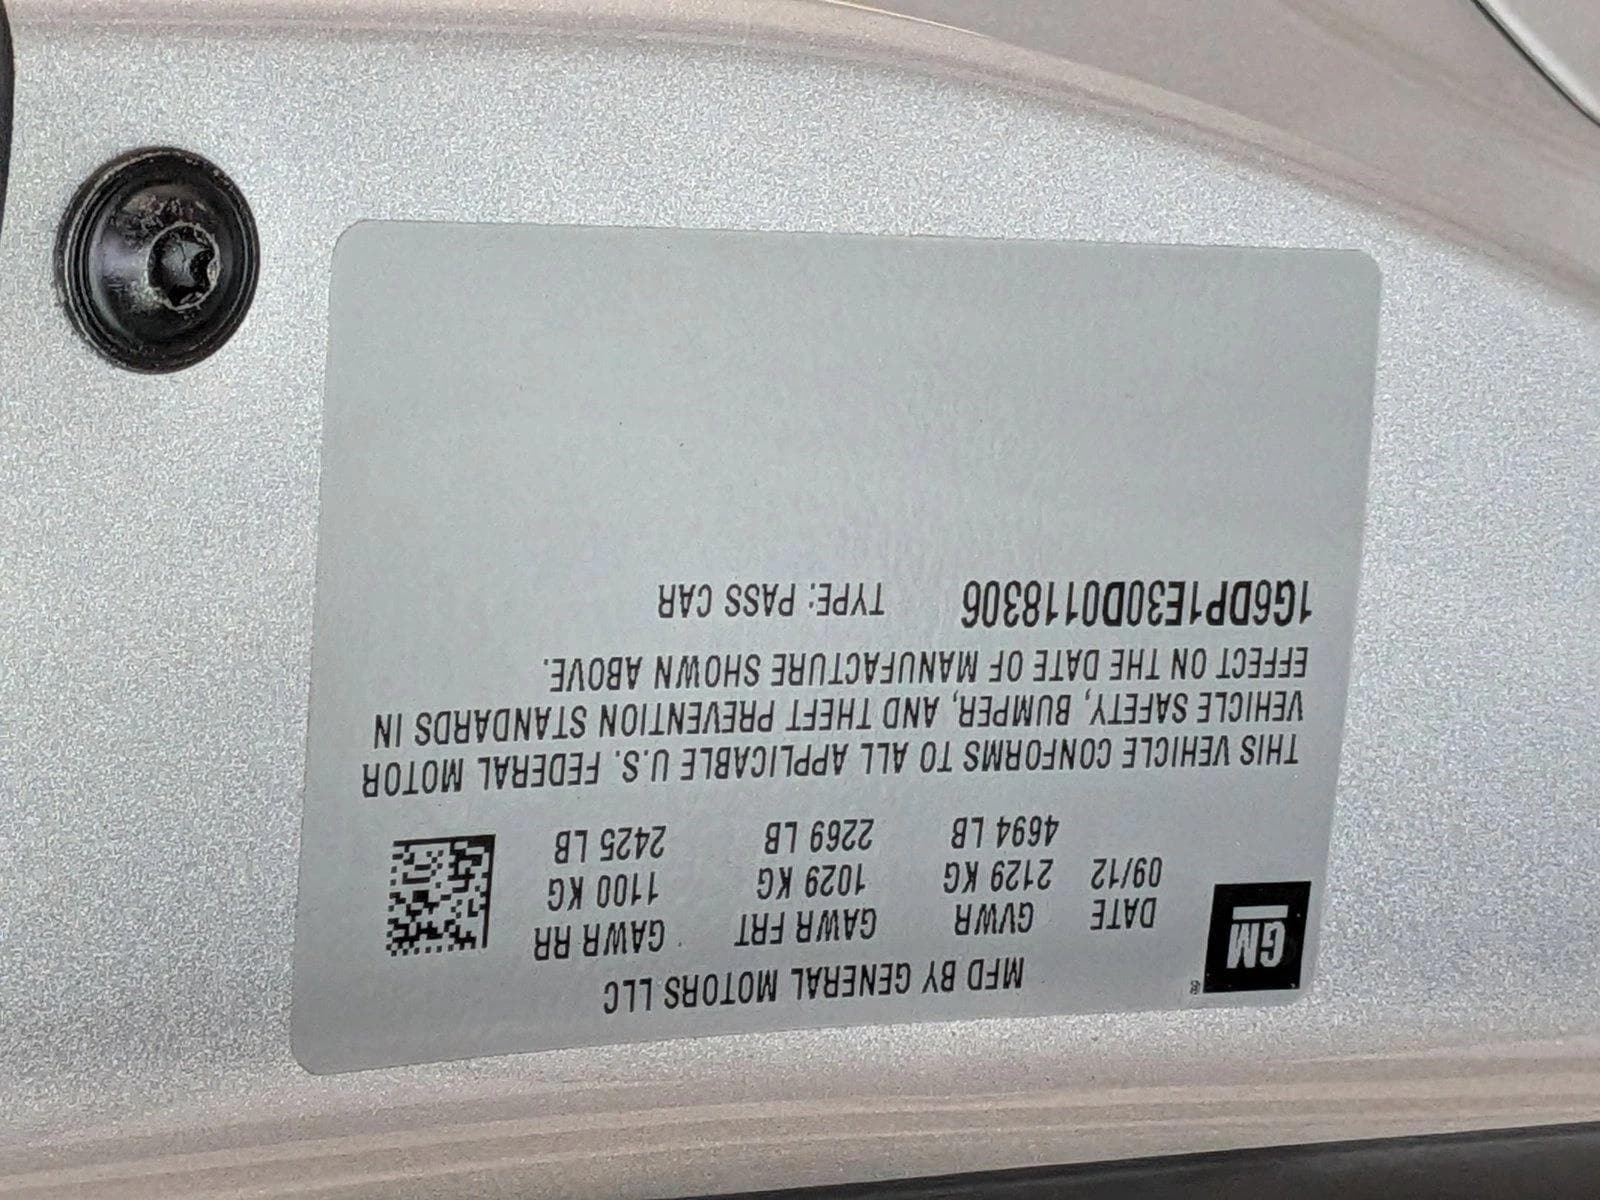 MFD BY GENERAL MOTORS LLC
GM ®
DATE GVWR GAWR FRT GAWR RR
09/12 2129 KG 1029 KG 1100 KG
4694 LB 2269 LB 2425 LB
THIS VEHICLE CONFORMS TO ALL APPLICABLE U.S. FEDERAL MOTOR
VEHICLE SAFETY, BUMPER, AND THEFT PREVENTION STANDARDS IN
EFFECT ON THE DATE OF MANUFACTURE SHOWN ABOVE.
1G6DP1E30D0118306 TYPE: PASS CAR